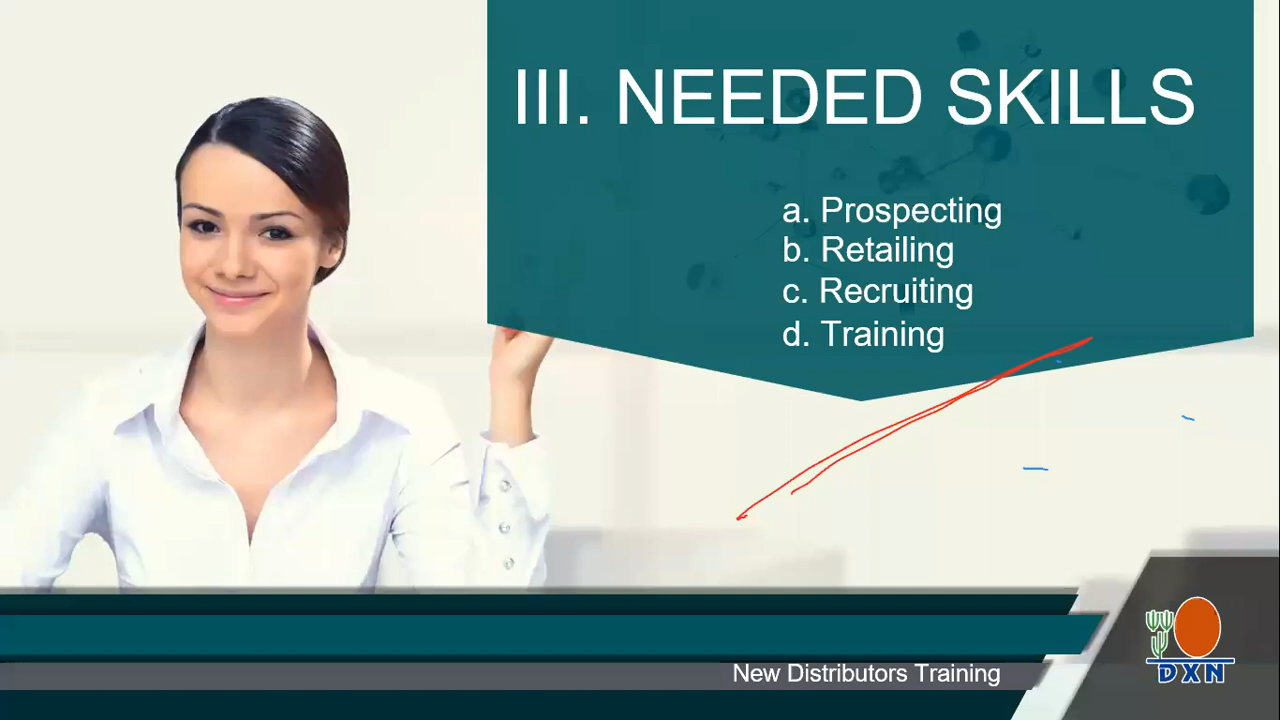 III. NEEDED SKILLS
a. Prospecting
b. Retailing
c. Recruiting
d. Training
New Distributors Training
DXN